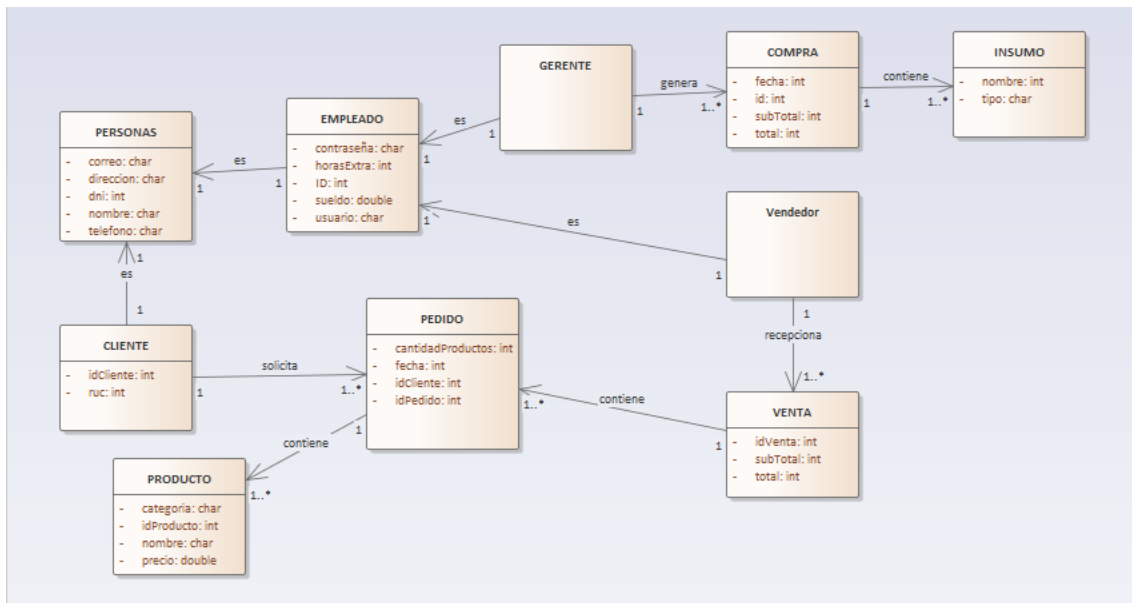 GERENTE
COMPRA
- fecha: int
- id: int
- subTotal: int
- total: int
INSUMO
- nombre: int
- tipo: char
genera
1
1..*
contiene
1
1..*
PERSONAS
- correo: char
- direccion: char
- dni: int
- nombre: char
- telefono: char
EMPLEADO
- contraseña: char
- horasExtra: int
- ID: int
- sueldo: double
- usuario: char
es
1
1
es
1
1
Vendedor
es
1
1
es
1
1
CLIENTE
- idCliente: int
- ruc: int
PEDIDO
- cantidadProductos: int
- fecha: int
- idCliente: int
- idPedido: int
solicita
1
1..*
recepciona
1
1..*
contiene
1
1..*
VENTA
- idVenta: int
- subTotal: int
- total: int
contiene
1
1..*
PRODUCTO
- categoria: char
- idProducto: int
- nombre: char
- precio: double